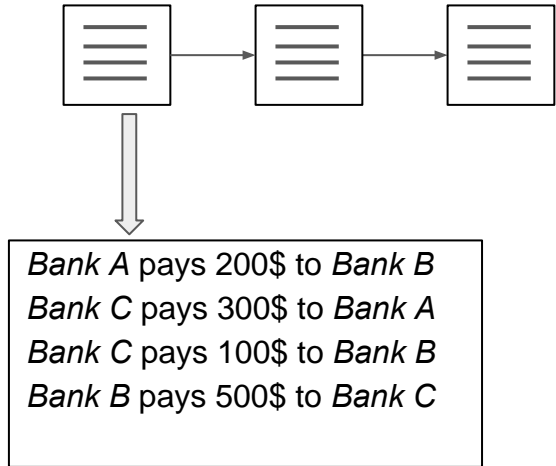 Bank A pays 200$ to Bank B
Bank C pays 300$ to Bank A
Bank C pays 100$ to Bank B
Bank B pays 500$ to Bank C